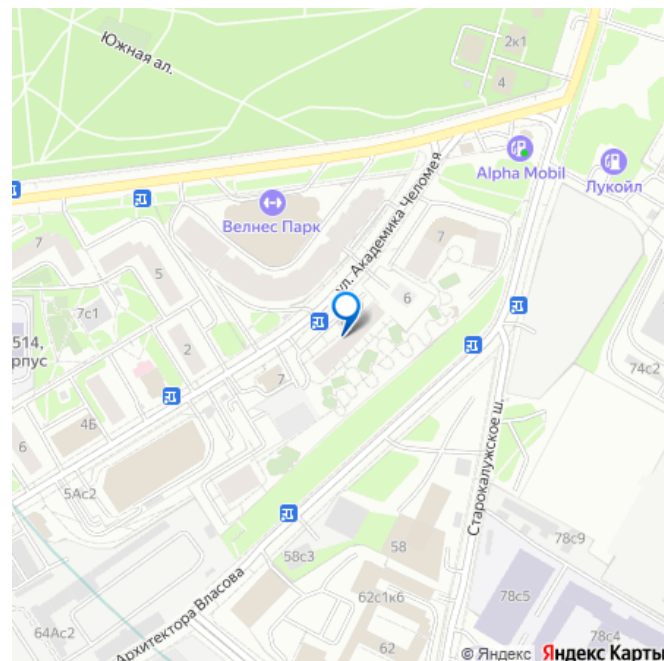 Южная ал.
2к1
4
Alpha Mobil
Лукойл
Велнес Парк
ул. Академика Челомея
7
7
5
6
7с1
514,
рпус
2
74с2
7
4Б
6
5Ас2
Старокалужское ш.
58
58с3
78с9
62с1к6
78с5
Архитектора Власова
64Ас2
62
78с4
© Яндекс Яндекс Карты